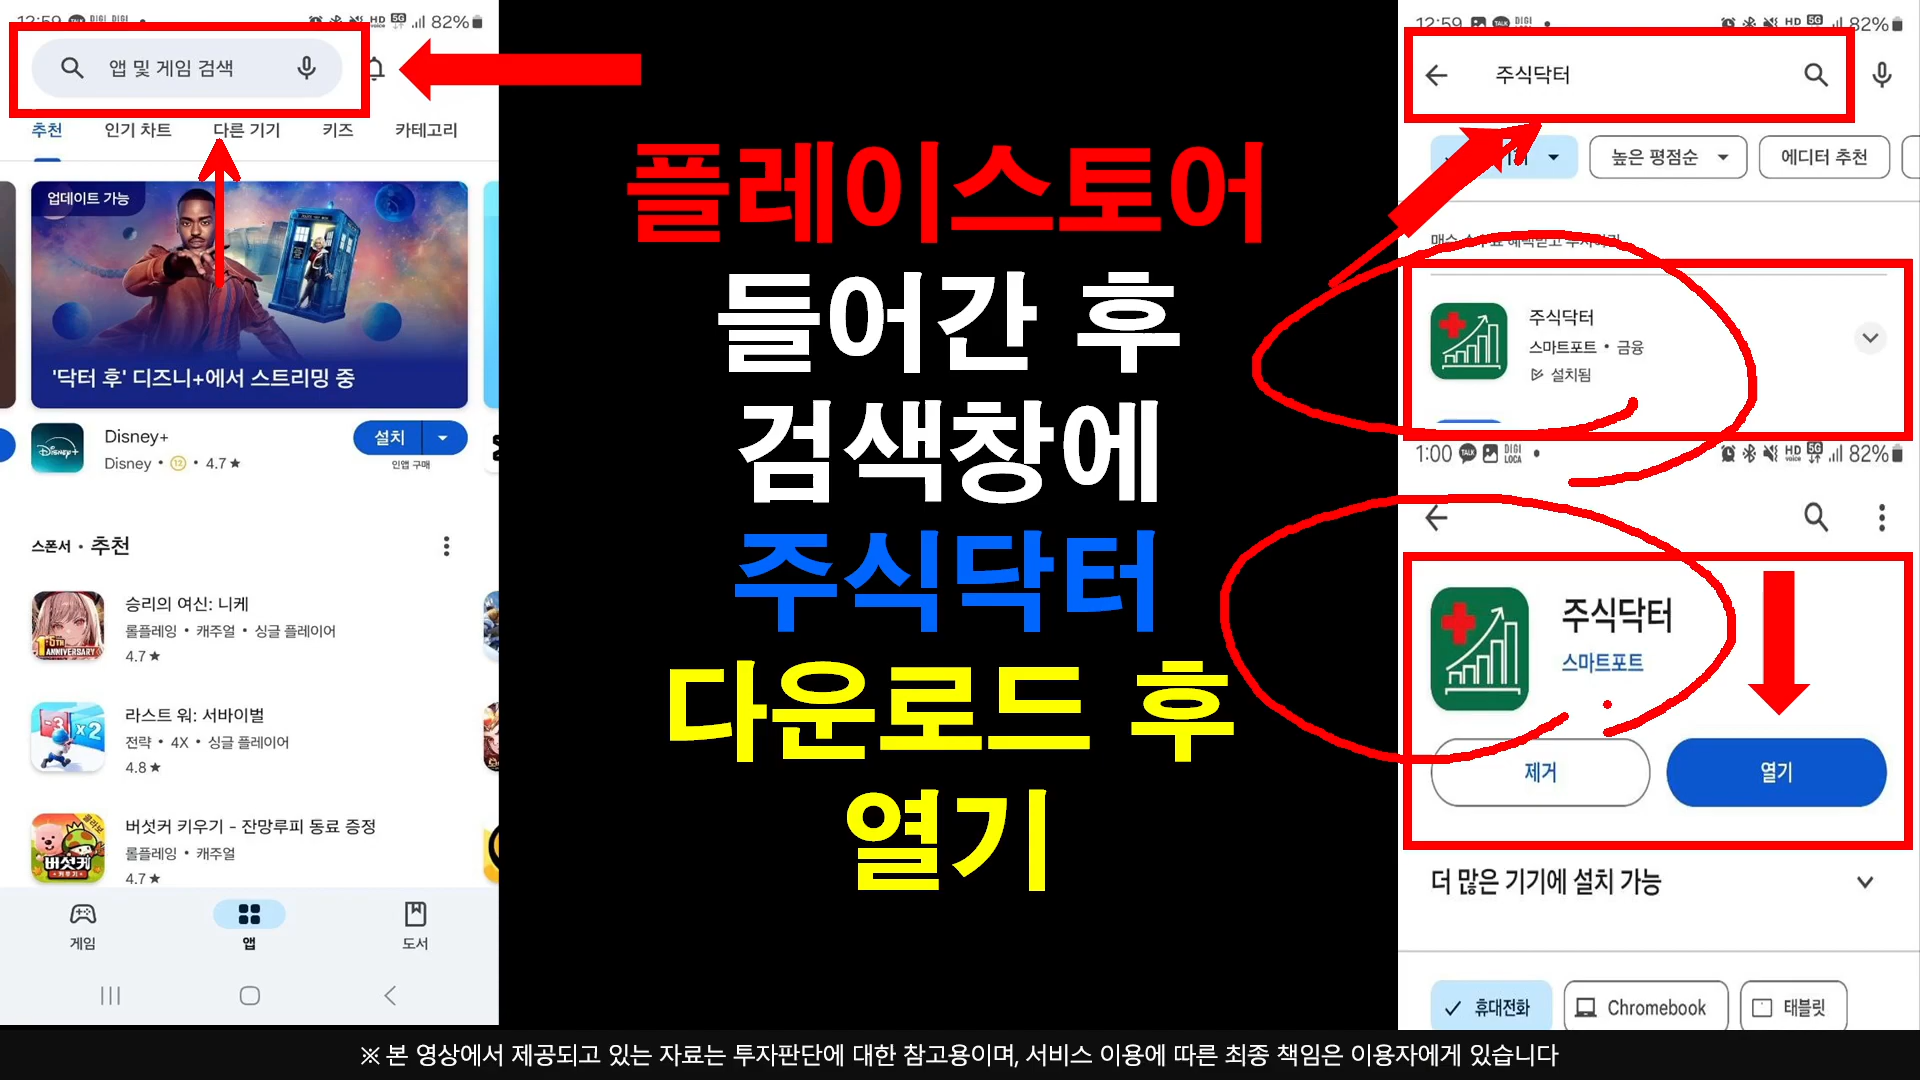 12:59
82%
앱 및 게임 검색
추천
인기 차트
다른 기기
키즈
카테고리
업데이트 가능
'닥터 후' 디즈니+에서 스트리밍 중
Disney+
Disney • 12 • 4.7★
설치
인앱 구매
스폰서 • 추천
승리의 여신: 니케
롤플레잉 • 캐주얼 • 싱글 플레이어
4.7★
라스트 워: 서바이벌
전략 • 4X • 싱글 플레이어
4.8★
버섯커 키우기 - 잔망루피 동료 증정
롤플레잉 • 캐주얼
4.7★
게임
앱
도서
플레이스토어
들어간 후
검색창에
주식닥터
다운로드 후
열기
12:59
82%
주식닥터
높은 평점순
에디터 추천
주식닥터
스마트포트 • 금융
설치됨
1:00 TALK DIGI LOCA HD voice 5G 82%
주식닥터
스마트포트
제거
열기
더 많은 기기에 설치 가능
휴대전화
Chromebook
태블릿
※ 본 영상에서 제공되고 있는 자료는 투자판단에 대한 참고용이며, 서비스 이용에 따른 최종 책임은 이용자에게 있습니다